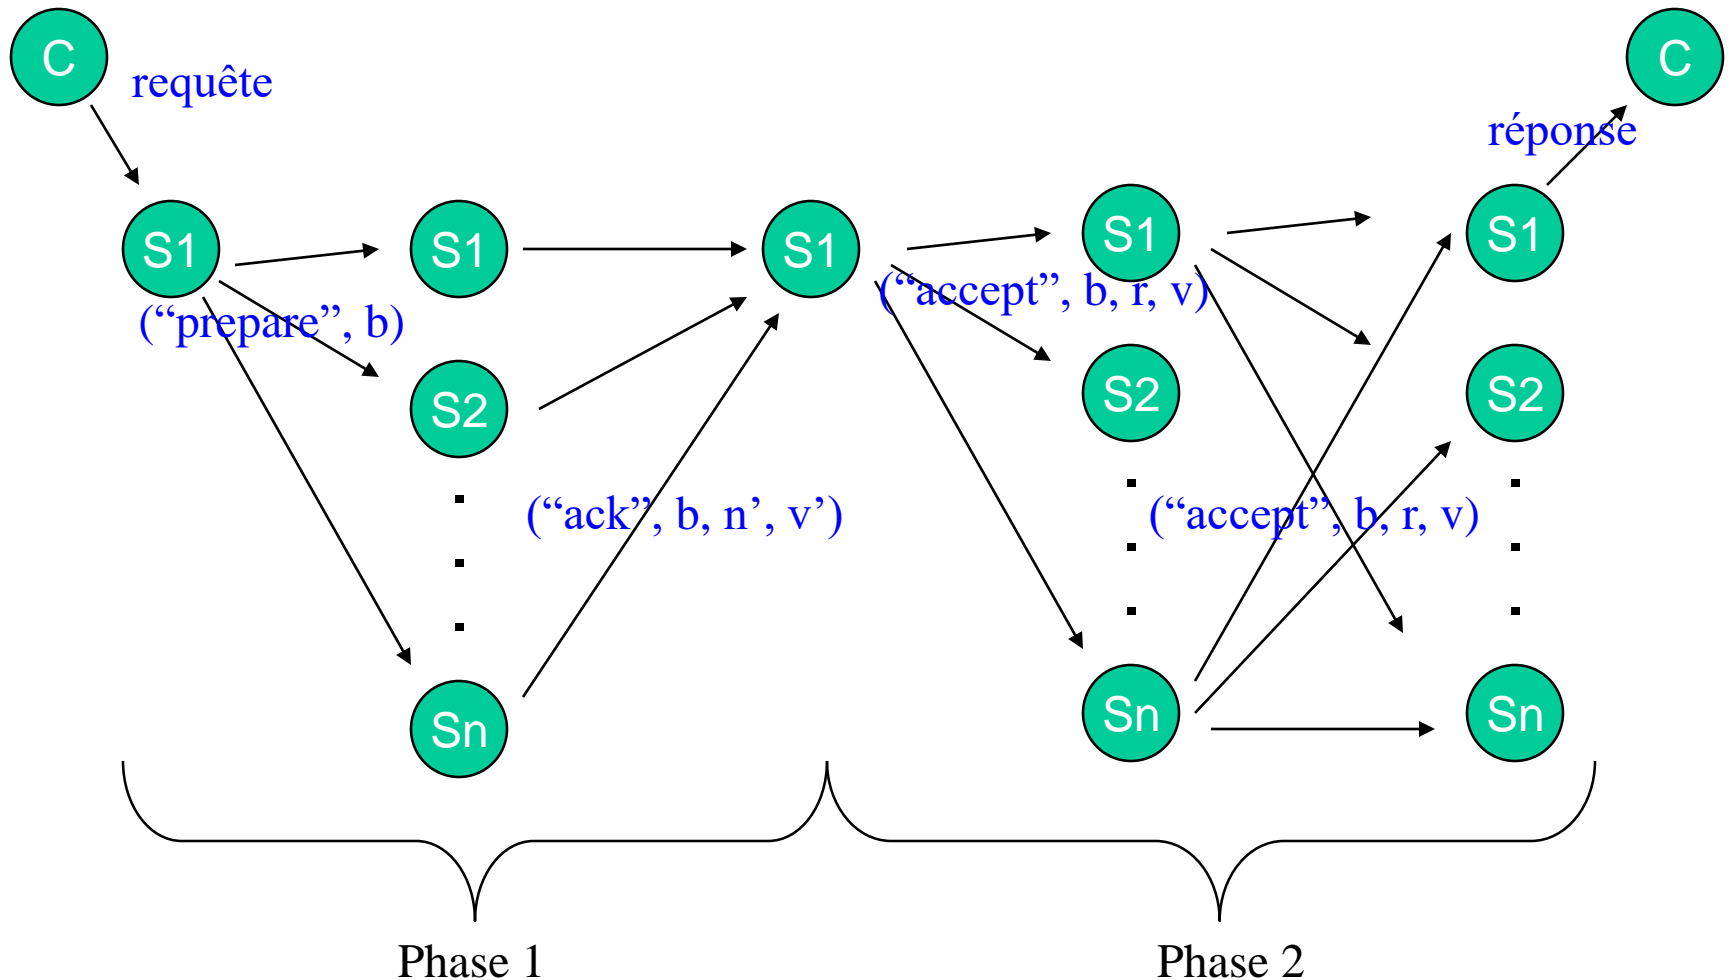 C
C
requête
réponse
S1
S1
S1
S1
S1
("accept", b, r, v)
("prepare", b)
S2
S2
S2
("ack", b, n’, v’)
("accept", b, r, v)
Sn
Sn
Sn
Phase 1
Phase 2